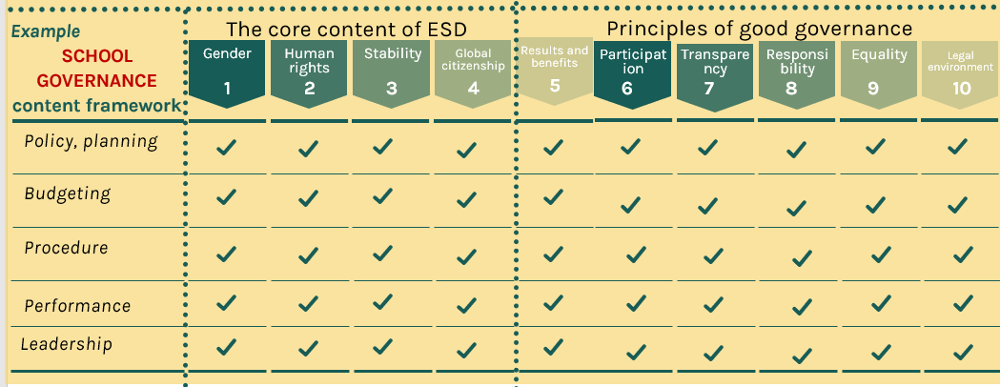 Example
SCHOOL
GOVERNANCE
content framework
The core content of ESD
Principles of good governance
Gender
1
Human
rights
2
Stability
3
Global
citizenship
4
Results and
benefits
5
Participat
ion
6
Transpare
ncy
7
Responsi
bility
8
Equality
9
Legal
environment
10
Policy, planning
Budgeting
Procedure
Performance
Leadership